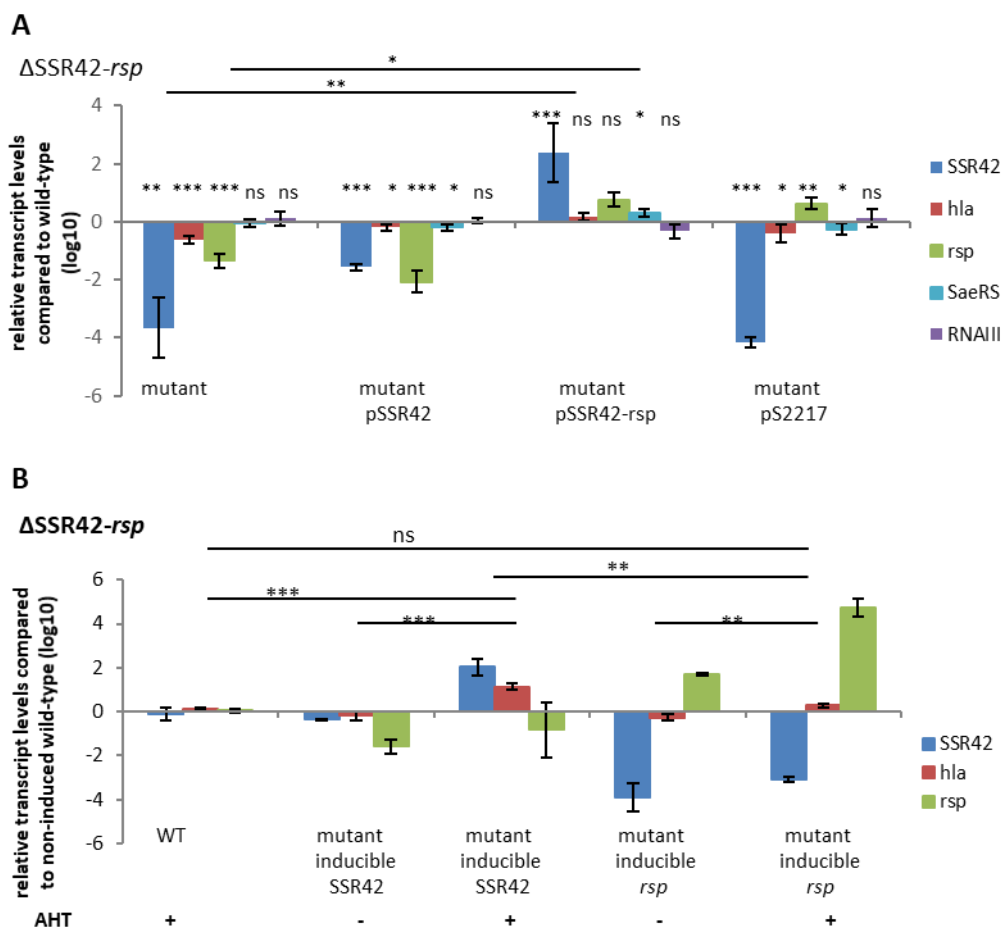 A
ΔSSR42-rsp
*
**
4
2
0
-2
-4
-6
relative transcript levels
compared to wild-type
(log10)
** *** *** ns ns
*** * *** * ns
*** ns ns * ns
*** * ** * ns
mutant
mutant
pSSR42
mutant
pSSR42-rsp
mutant
pS2217
SSR42
hla
rsp
SaeRS
RNAIII
B
ΔSSR42-rsp
ns
**
***
***
**
6
4
2
0
-2
-4
-6
relative transcript levels compared
to non-induced wild-type (log10)
WT
mutant
inducible
SSR42
mutant
inducible
SSR42
mutant
inducible
rsp
mutant
inducible
rsp
SSR42
hla
rsp
AHT + - + - +